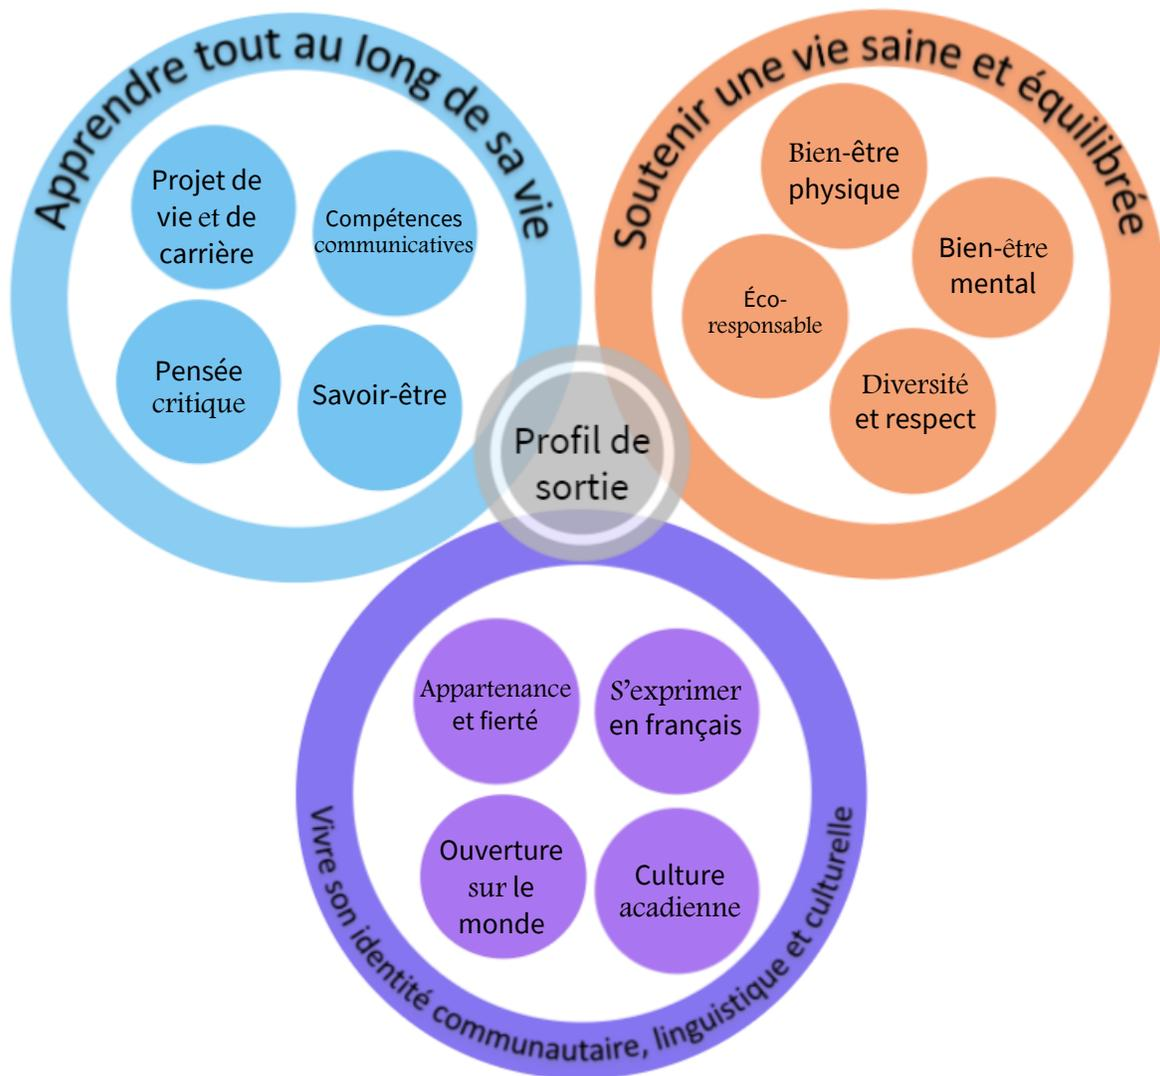 Apprendre tout au long de sa vie
Projet de
vie et de
carrière
Compétences
communicatives
Pensée
critique
Savoir-être
Soutenir une vie saine et équilibrée
Bien-être
physique
Bien-être
mental
Éco-
responsable
Diversité
et respect
Profil de
sortie
Appartenance
et fierté
S’exprimer
en français
Ouverture
sur le
monde
Culture
acadienne
Vivre son identité communautaire, linguistique et culturelle